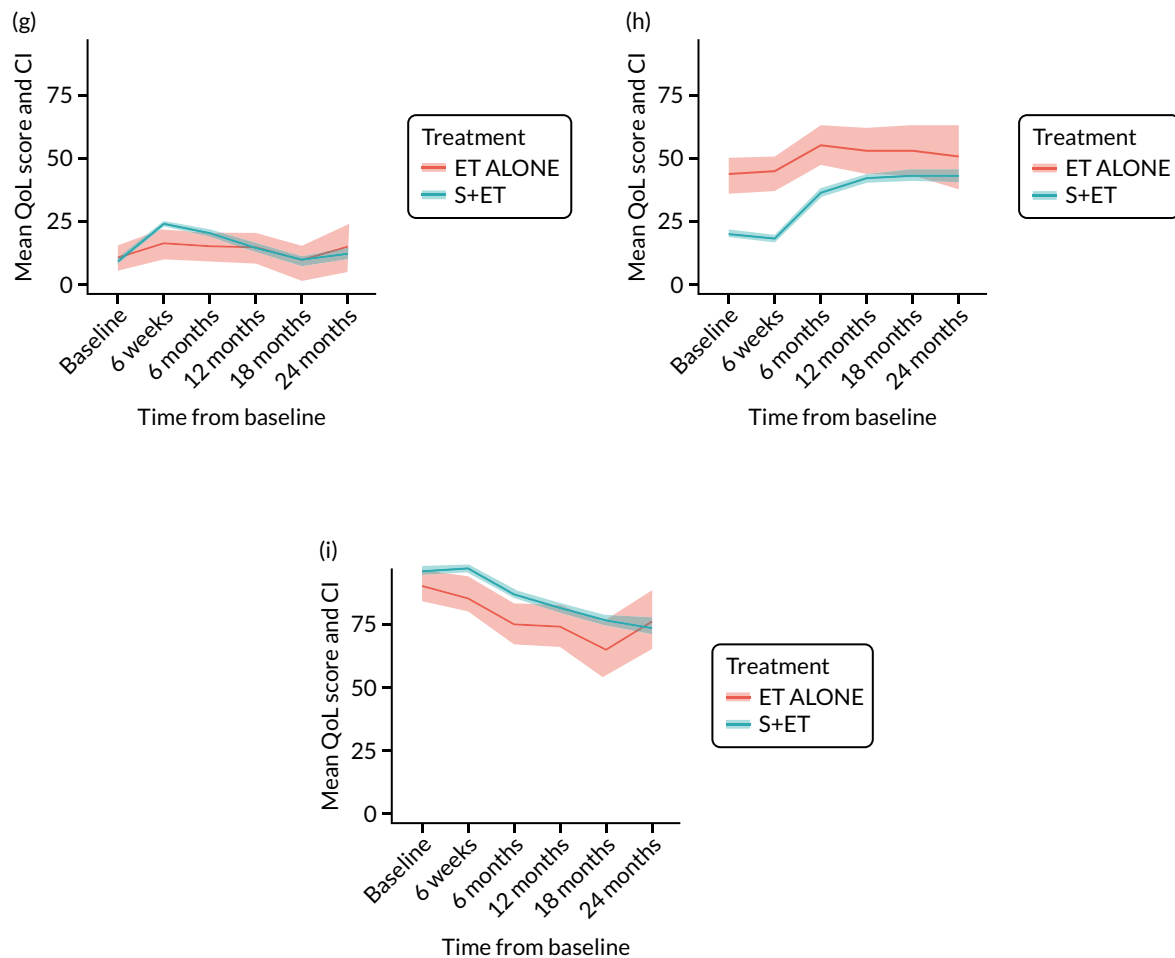 (g)
Mean QoL score and CI
75
50
25
0
Baseline
6 weeks
6 months
12 months
18 months
24 months
Time from baseline
Treatment
ET ALONE
S+ET
(h)
Mean QoL score and CI
75
50
25
0
Baseline
6 weeks
6 months
12 months
18 months
24 months
Time from baseline
Treatment
ET ALONE
S+ET
(i)
Mean QoL score and CI
75
50
25
0
Baseline
6 weeks
6 months
12 months
18 months
24 months
Time from baseline
Treatment
ET ALONE
S+ET